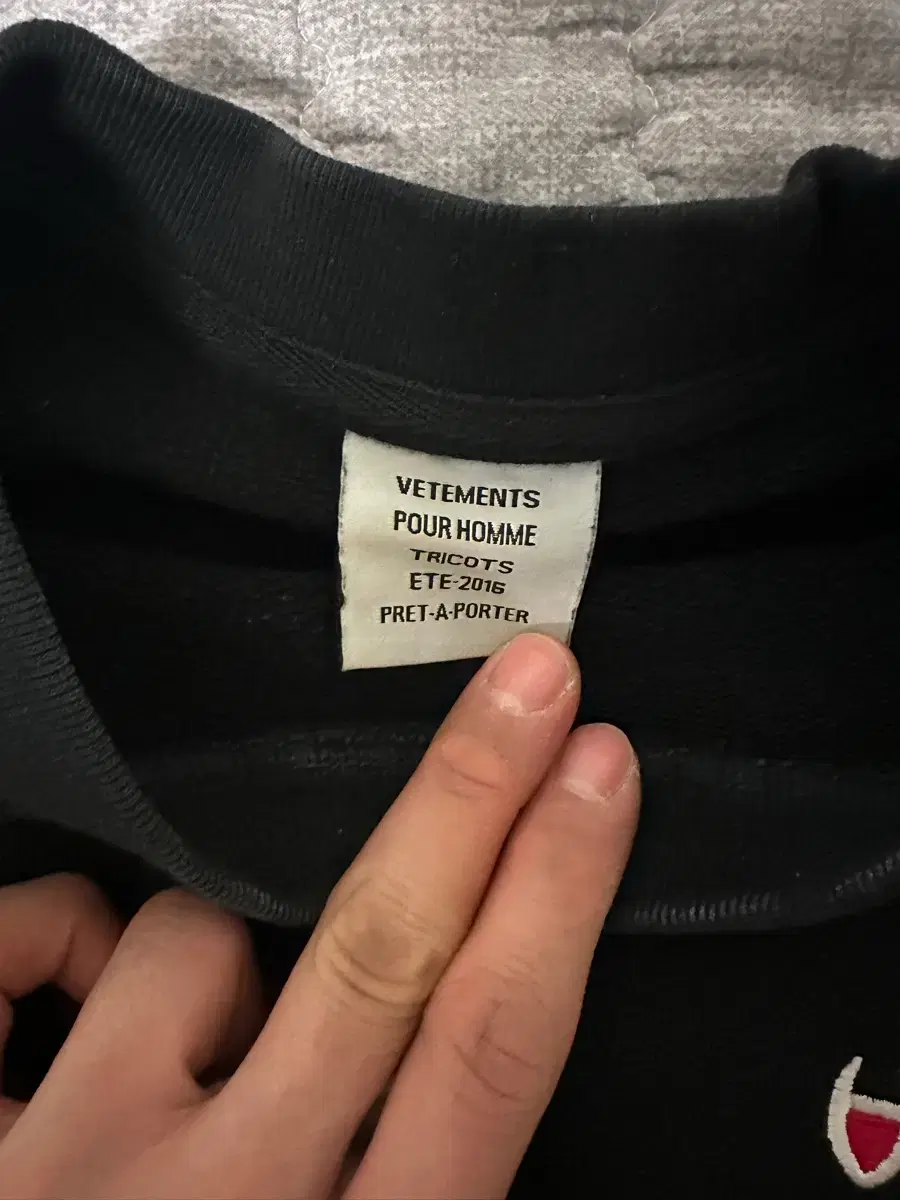 VETEMENTS
POUR HOMME
TRICOTS
ETE-2016
PRET-A-PORTER